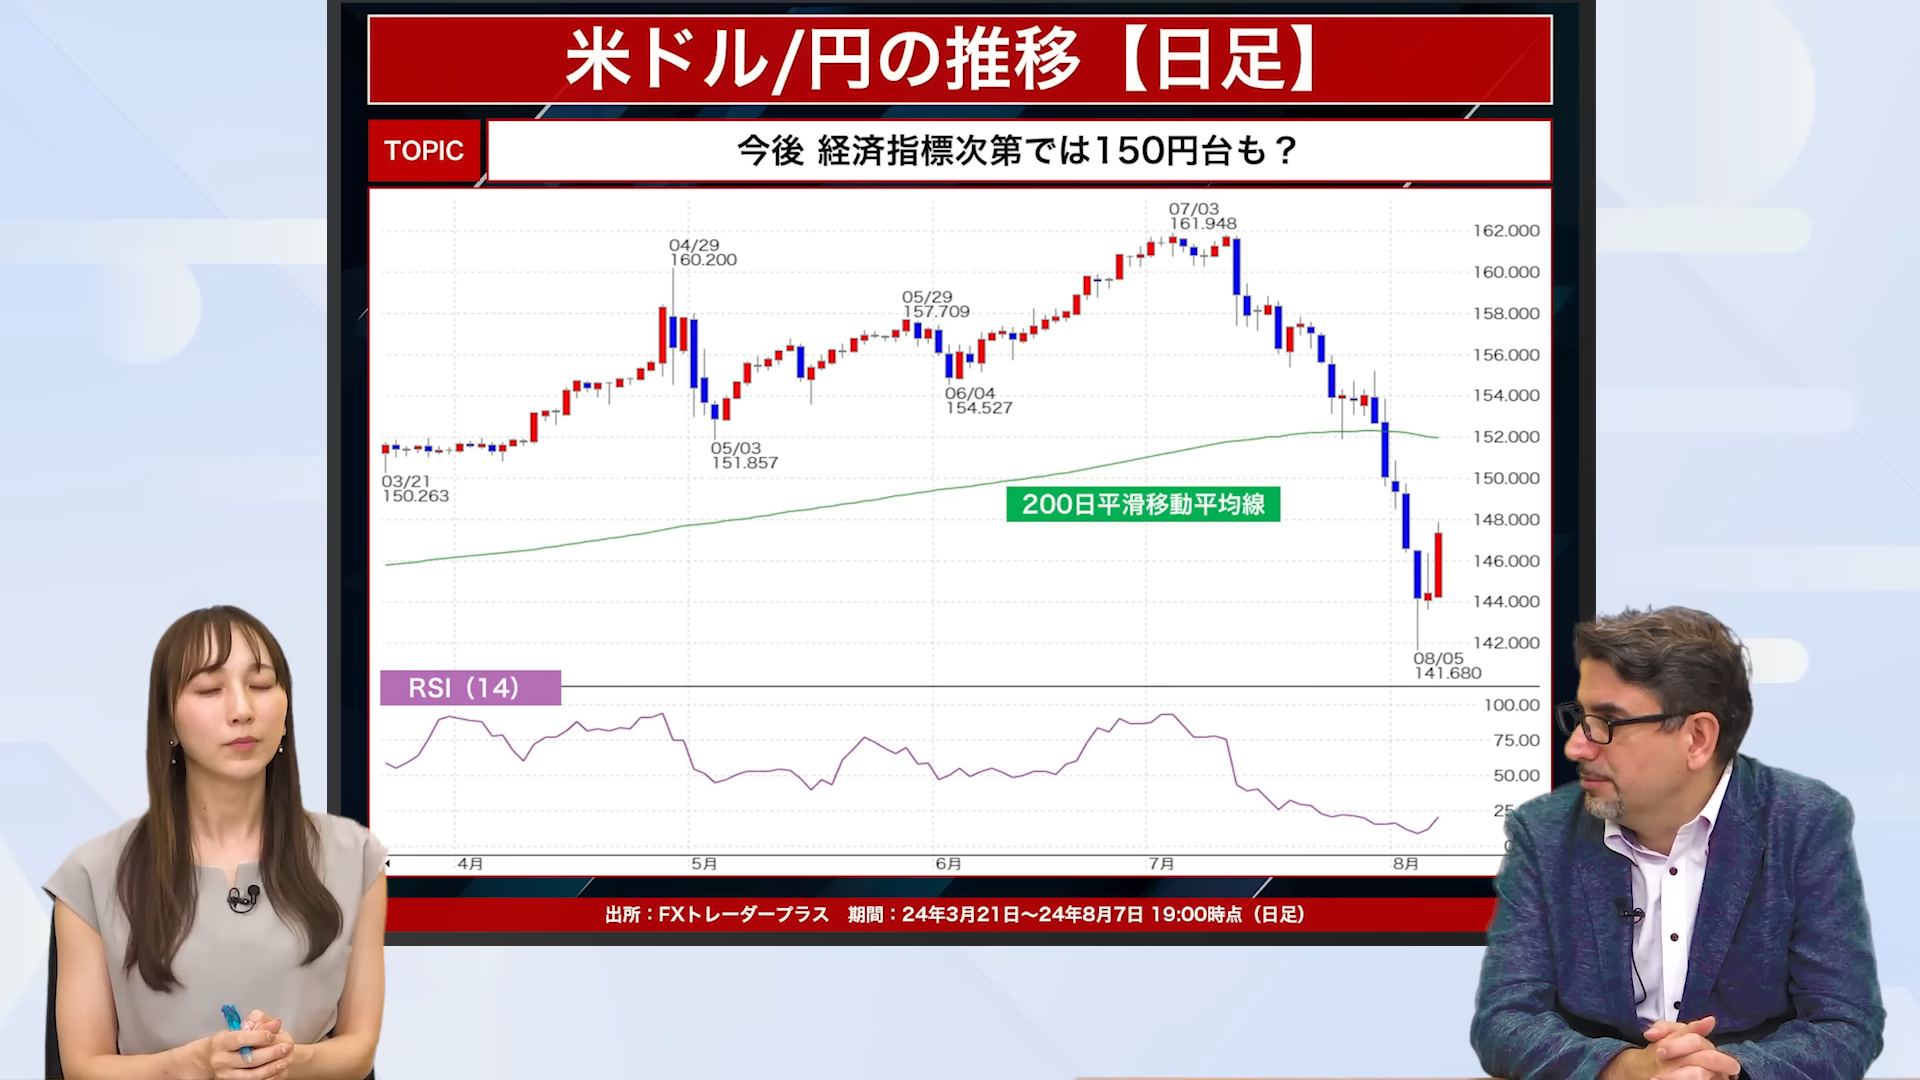 米ドル/円の推移【日足】
TOPIC
今後 経済指標次第では150円台も？
07/03
161.948
162.000
04/29
160.200
160.000
05/29
157.709
158.000
156.000
06/04
154.527
154.000
152.000
05/03
151.857
03/21
150.263
150.000
200日平滑移動平均線
148.000
146.000
144.000
142.000
08/05
141.680
RSI（14）
100.00
75.00
50.00
4月
5月
6月
7月
8月
出所：FXトレーダープラス　期間：24年3月21日～24年8月7日 19:00時点（日足）